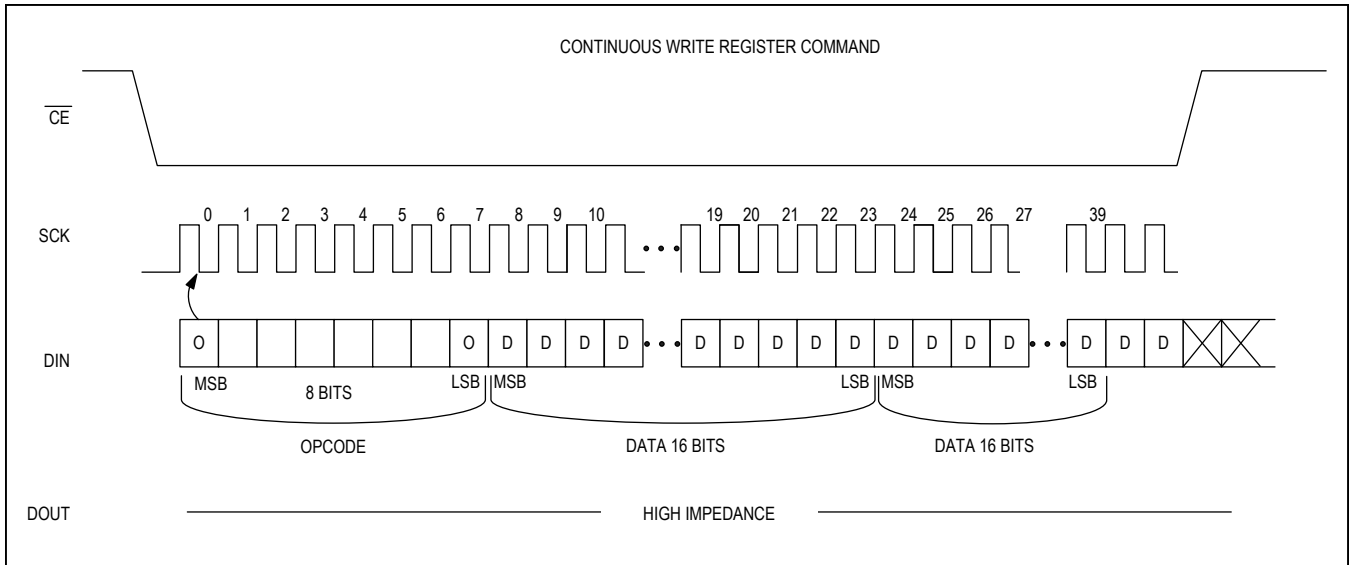 CONTINUOUS WRITE REGISTER COMMAND
CE
SCK
0 1 2 3 4 5 6 7 8 9 10 19 20 21 22 23 24 25 26 27 39
DIN
O O D D D D D D D D D D D D D D D D
MSB 8 BITS LSB MSB LSB MSB LSB
OPCODE DATA 16 BITS DATA 16 BITS
DOUT HIGH IMPEDANCE